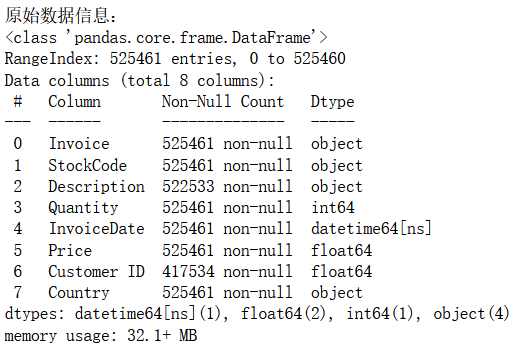 原始数据信息：
<class 'pandas.core.frame.DataFrame'>
RangeIndex: 525461 entries, 0 to 525460
Data columns (total 8 columns):
 #   Column       Non-Null Count   Dtype
---  ------       --------------   -----
 0   Invoice      525461 non-null  object
 1   StockCode    525461 non-null  object
 2   Description  522533 non-null  object
 3   Quantity     525461 non-null  int64
 4   InvoiceDate  525461 non-null  datetime64[ns]
 5   Price        525461 non-null  float64
 6   Customer ID  417534 non-null  float64
 7   Country      525461 non-null  object
dtypes: datetime64[ns](1), float64(2), int64(1), object(4)
memory usage: 32.1+ MB